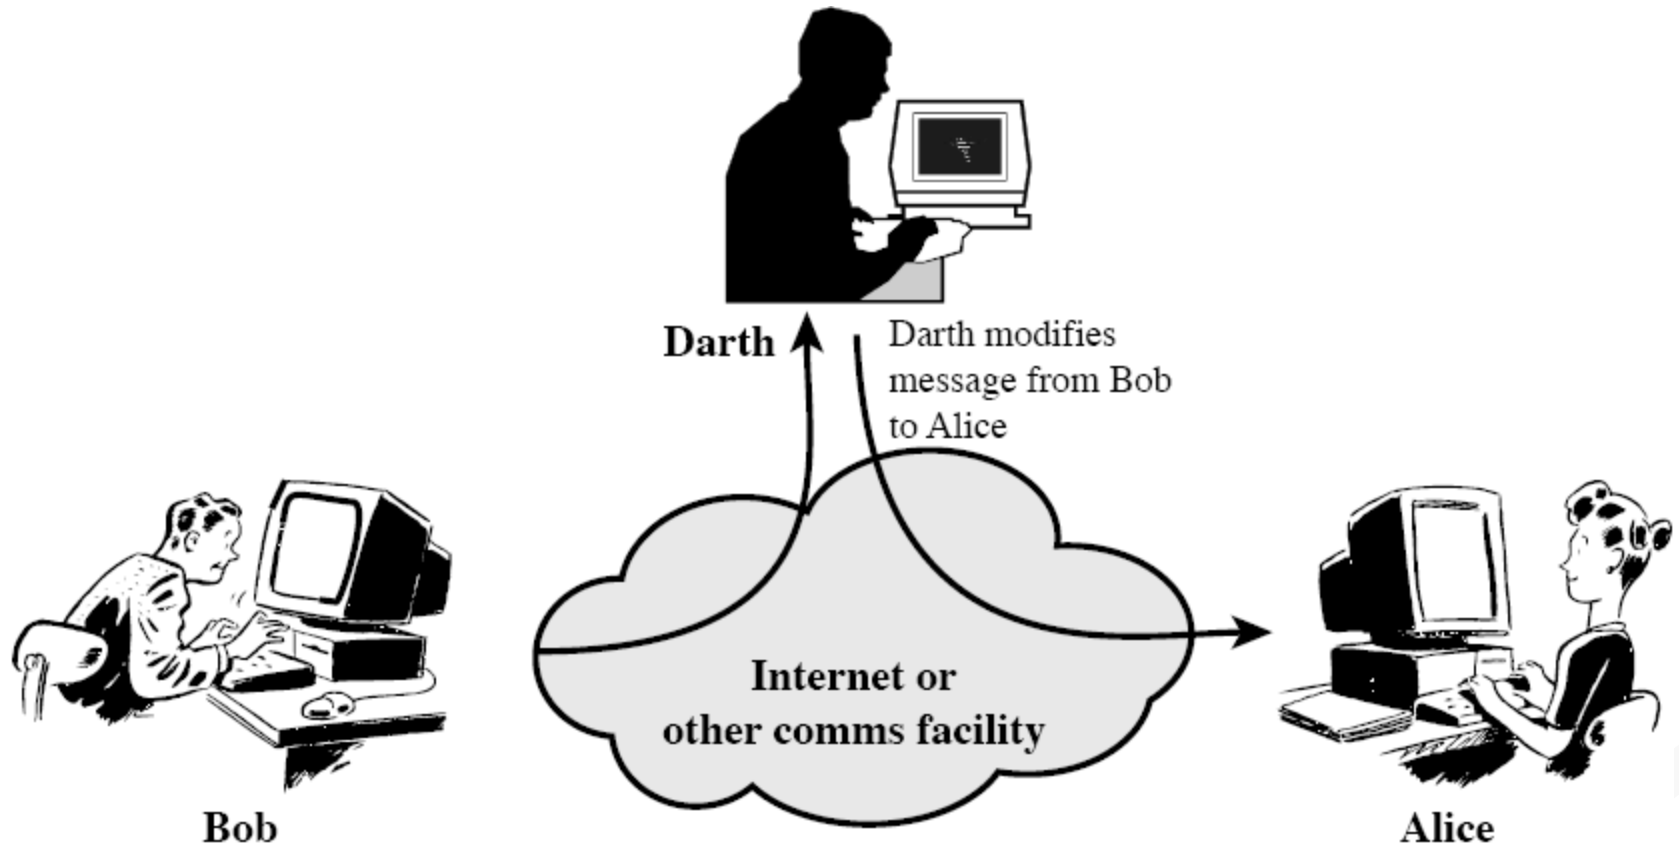 Darth
Darth modifies
message from Bob
to Alice
Internet or
other comms facility
Bob
Alice